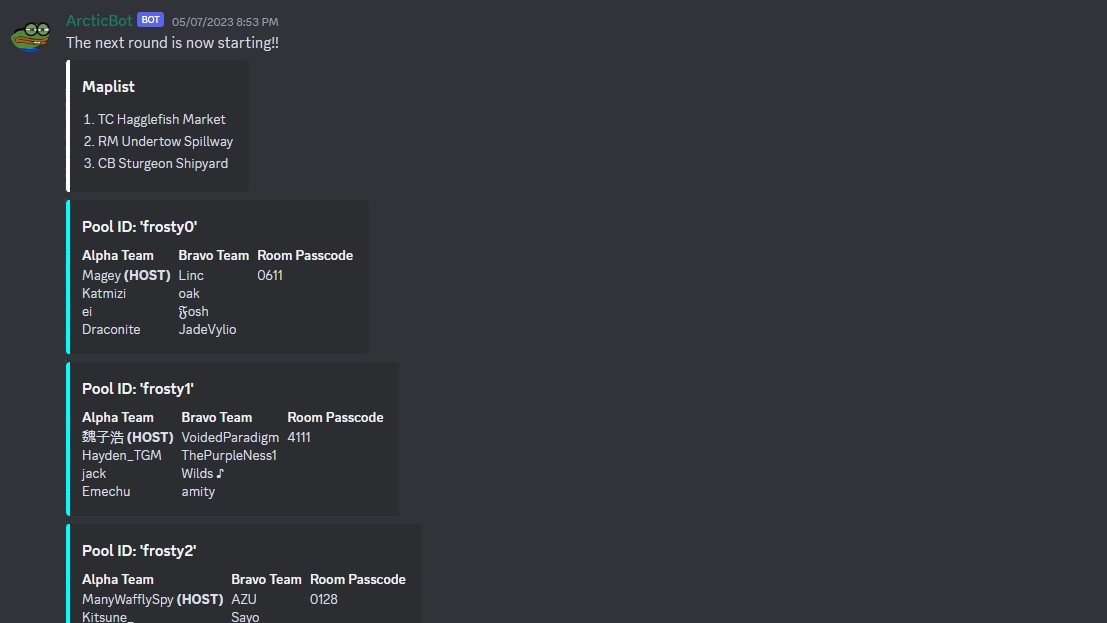 ArcticBot BOT 05/07/2023 8:53 PM
The next round is now starting!!
Maplist
1. TC Hagglefish Market
2. RM Undertow Spillway
3. CB Sturgeon Shipyard
Pool ID: 'frosty0'
Alpha Team Bravo Team Room Passcode
Magey (HOST) Linc 0611
Katmizi oak
ei 𝔉osh
Draconite JadeVylio
Pool ID: 'frosty1'
Alpha Team Bravo Team Room Passcode
魏子浩 (HOST) VoidedParadigm 4111
Hayden_TGM ThePurpleNess1
jack Wilds ♪
Emechu amity
Pool ID: 'frosty2'
Alpha Team Bravo Team Room Passcode
ManyWafflySpy (HOST) AZU 0128
Kitsune_ Sayo